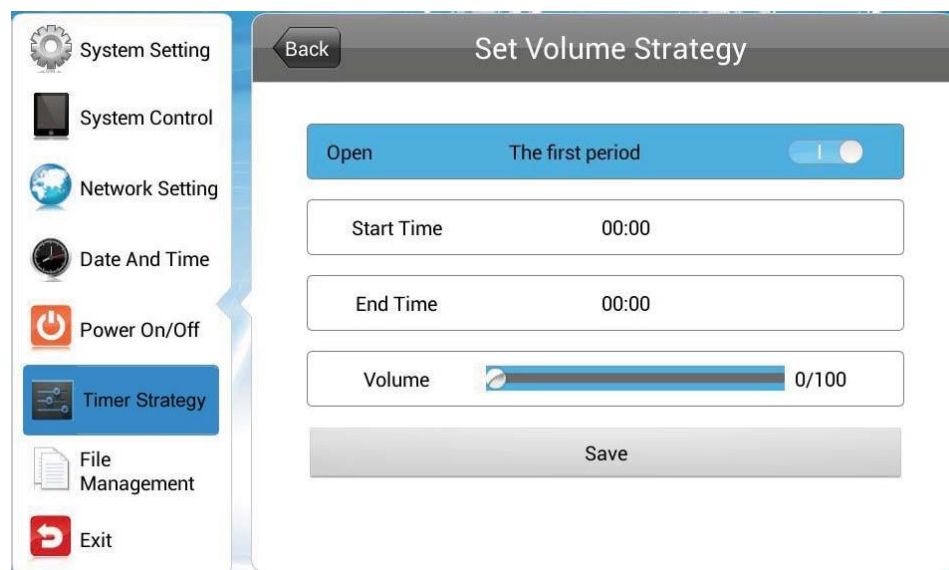 System Setting
System Control
Network Setting
Date And Time
Power On/Off
Timer Strategy
File
Management
Exit
Back
Set Volume Strategy
Open The first period
Start Time 00:00
End Time 00:00
Volume 0/100
Save